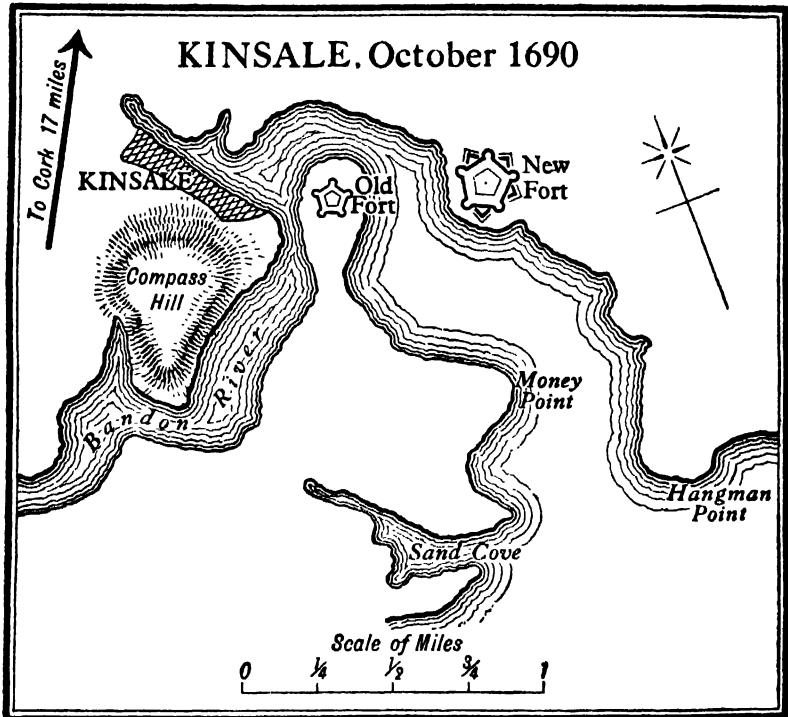 KINSALE, October 1690
To Cork 17 miles
KINSALE
Old
Fort
New
Fort
Compass
Hill
Bandon River
Money
Point
Hangman
Point
Sand Cove
Scale of Miles
0 ¼ ½ ¾ 1